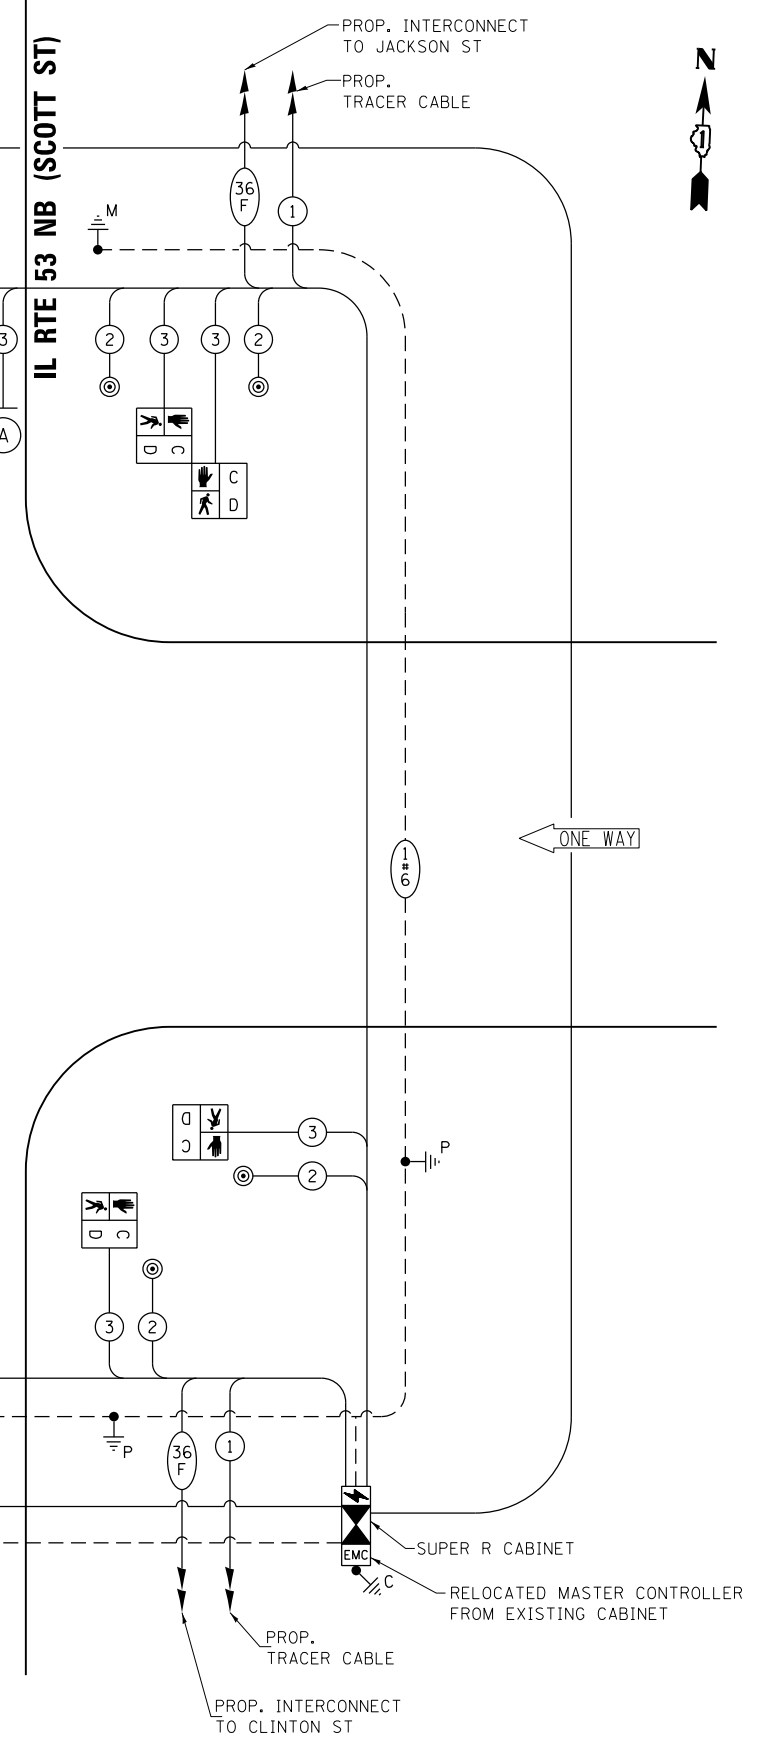 PROP. INTERCONNECT
TO JACKSON ST
PROP.
TRACER CABLE
N
1
IL RTE 53 NB (SCOTT ST)
36
F
1
M
3
2
3
3
2
A
D C
C
D
1
#
6
ONE WAY
D
C
3
2
P
D C
3
2
P
36
F
1
EMC
C
SUPER R CABINET
RELOCATED MASTER CONTROLLER
FROM EXISTING CABINET
PROP.
TRACER CABLE
PROP. INTERCONNECT
TO CLINTON ST